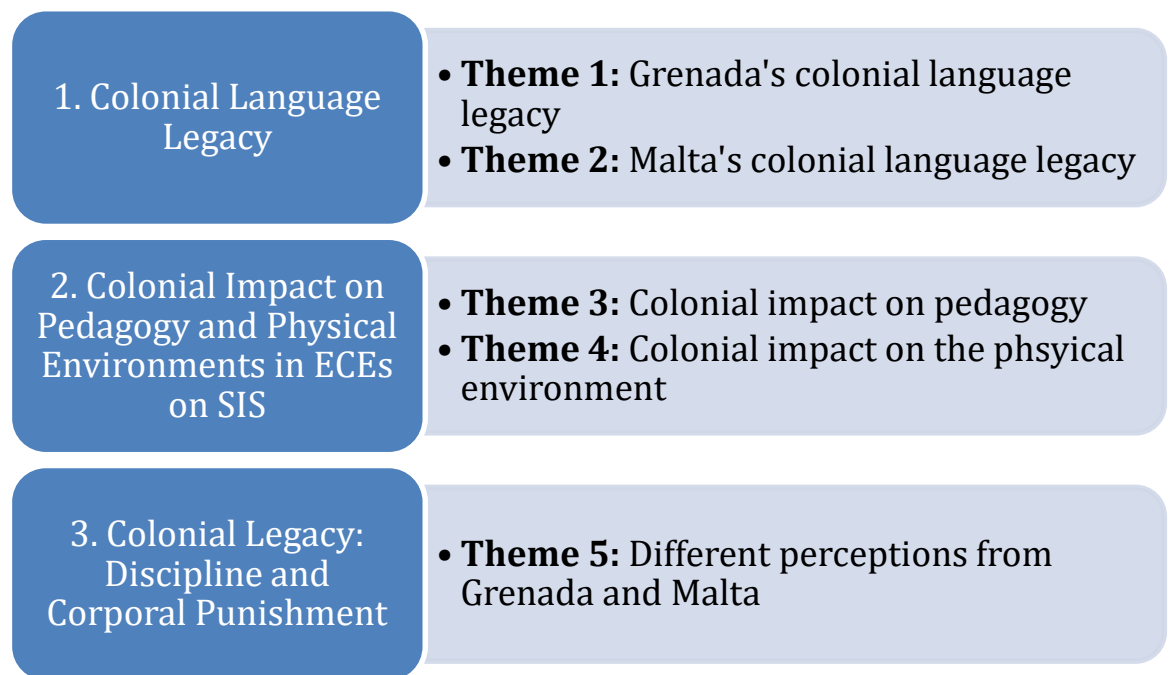 1. Colonial Language
Legacy
• Theme 1: Grenada's colonial language
legacy
• Theme 2: Malta's colonial language legacy
2. Colonial Impact on
Pedagogy and Physical
Environments in ECEs
on SIS
• Theme 3: Colonial impact on pedagogy
• Theme 4: Colonial impact on the phsyical
environment
3. Colonial Legacy:
Discipline and
Corporal Punishment
• Theme 5: Different perceptions from
Grenada and Malta